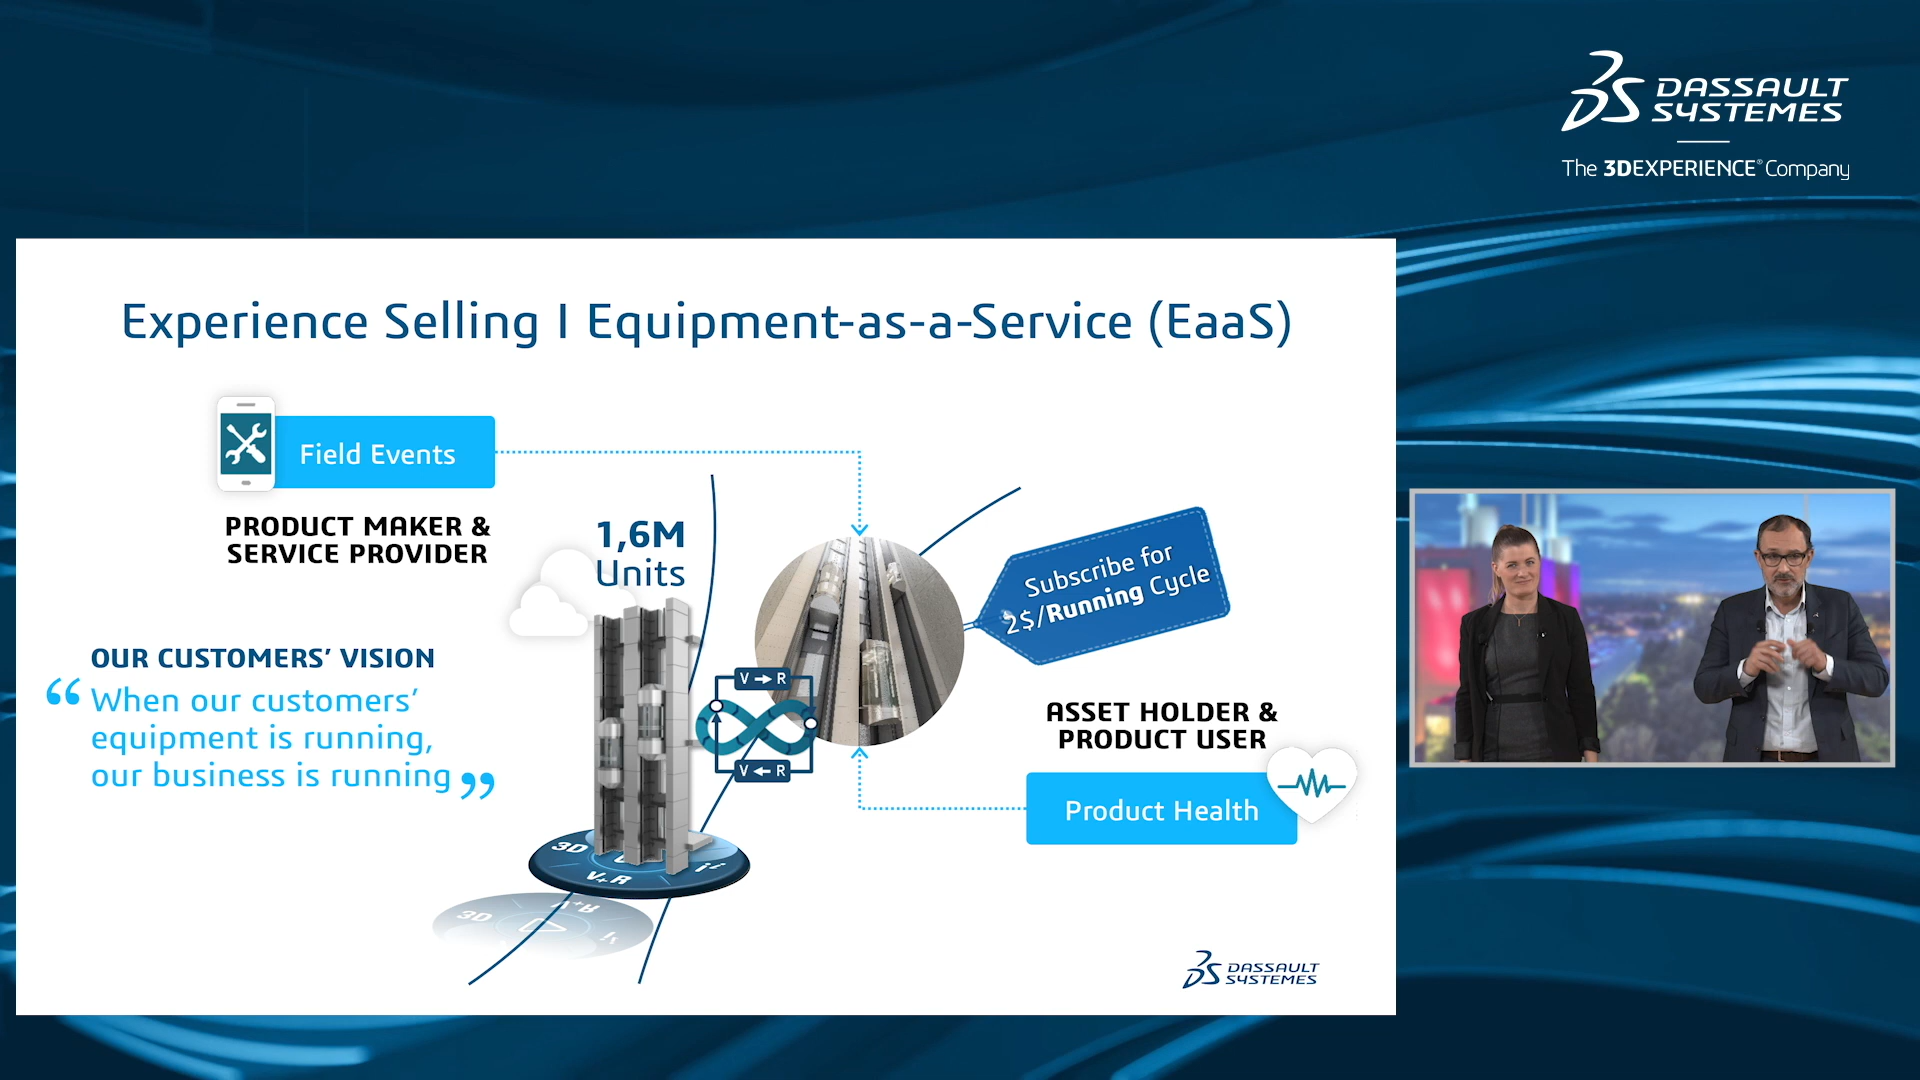 DASSAULT
SYSTEMES
The 3DEXPERIENCE® Company
Experience Selling I Equipment-as-a-Service (EaaS)
Field Events
PRODUCT MAKER &
SERVICE PROVIDER
1,6M
Units
Subscribe for
2$/Running Cycle
OUR CUSTOMERS’ VISION
“When our customers’
equipment is running,
our business is running”
V → R
V ← R
ASSET HOLDER &
PRODUCT USER
Product Health
3D
V+R
3D
V+R
DASSAULT
SYSTEMES